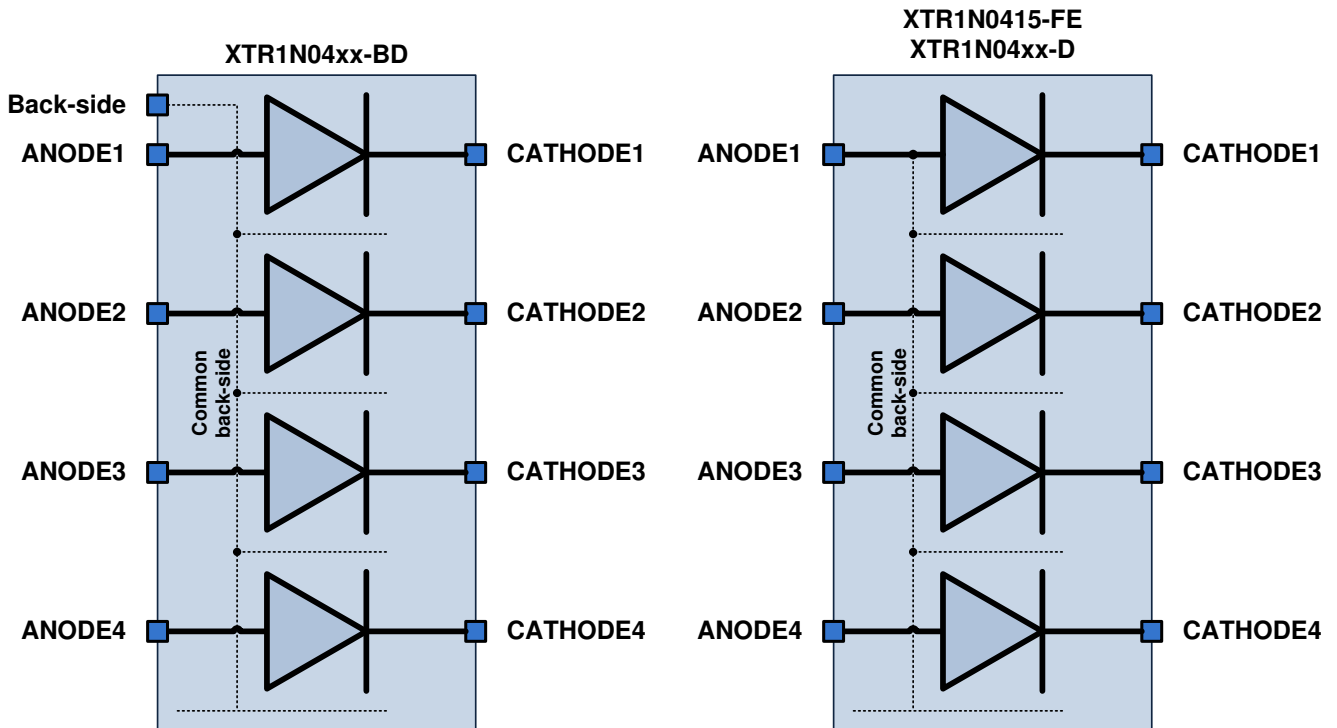 XTR1N04xx-BD
Back-side
ANODE1
CATHODE1
ANODE2
CATHODE2
Common
back-side
ANODE3
CATHODE3
ANODE4
CATHODE4
XTR1N0415-FE
XTR1N04xx-D
ANODE1
CATHODE1
ANODE2
CATHODE2
Common
back-side
ANODE3
CATHODE3
ANODE4
CATHODE4